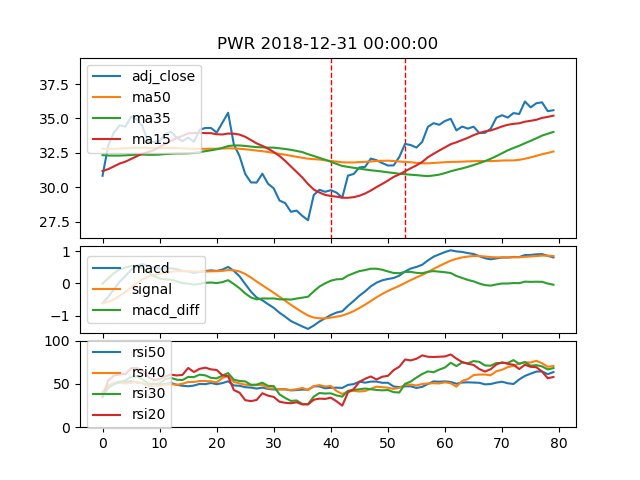 PWR 2018-12-31 00:00:00
37.5
35.0
32.5
30.0
27.5
adj_close
ma50
ma35
ma15
1
0
−1
macd
signal
macd_diff
100
50
0
rsi50
rsi40
rsi30
rsi20
0 10 20 30 40 50 60 70 80